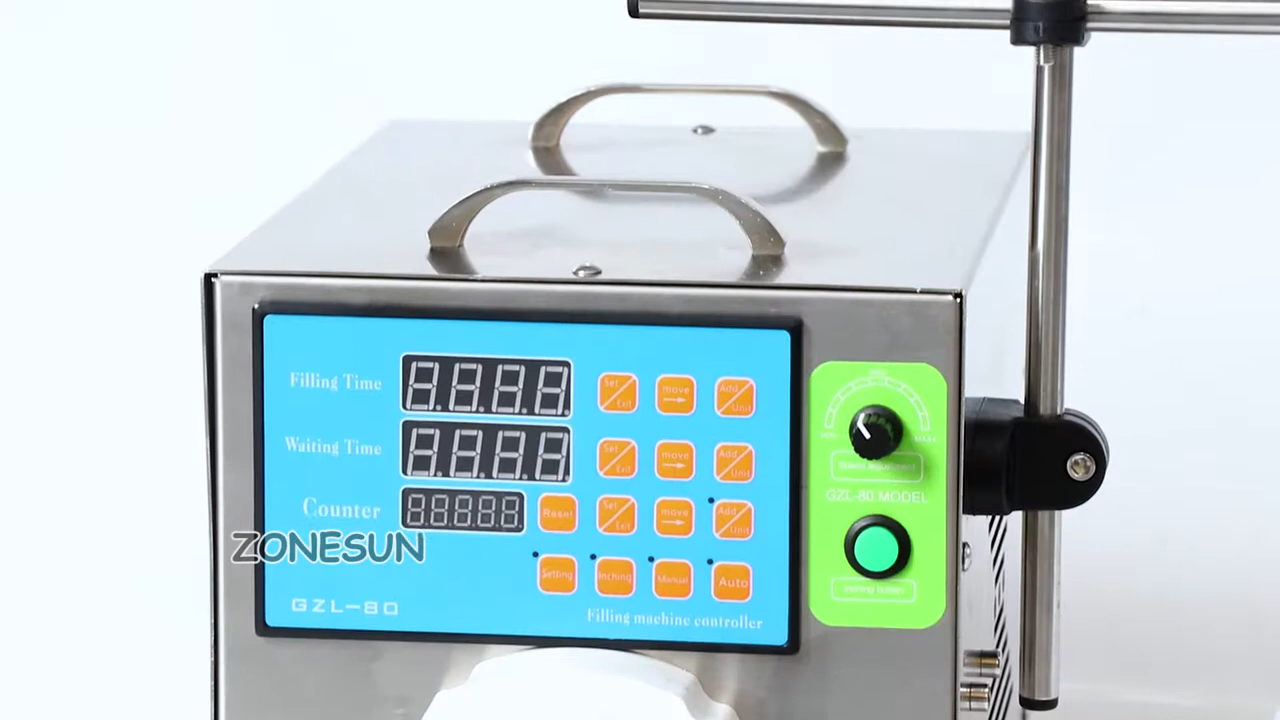 Filling Time
Set
Exit
move
Add
Unit
Waiting Time
Set
Exit
move
Add
Unit
Counter
Reset
Set
Exit
move
Add
Unit
ZONESUN
Setting
Inching
Manual
Auto
GZL-80
Filling machine controller
GZL-80 MODEL